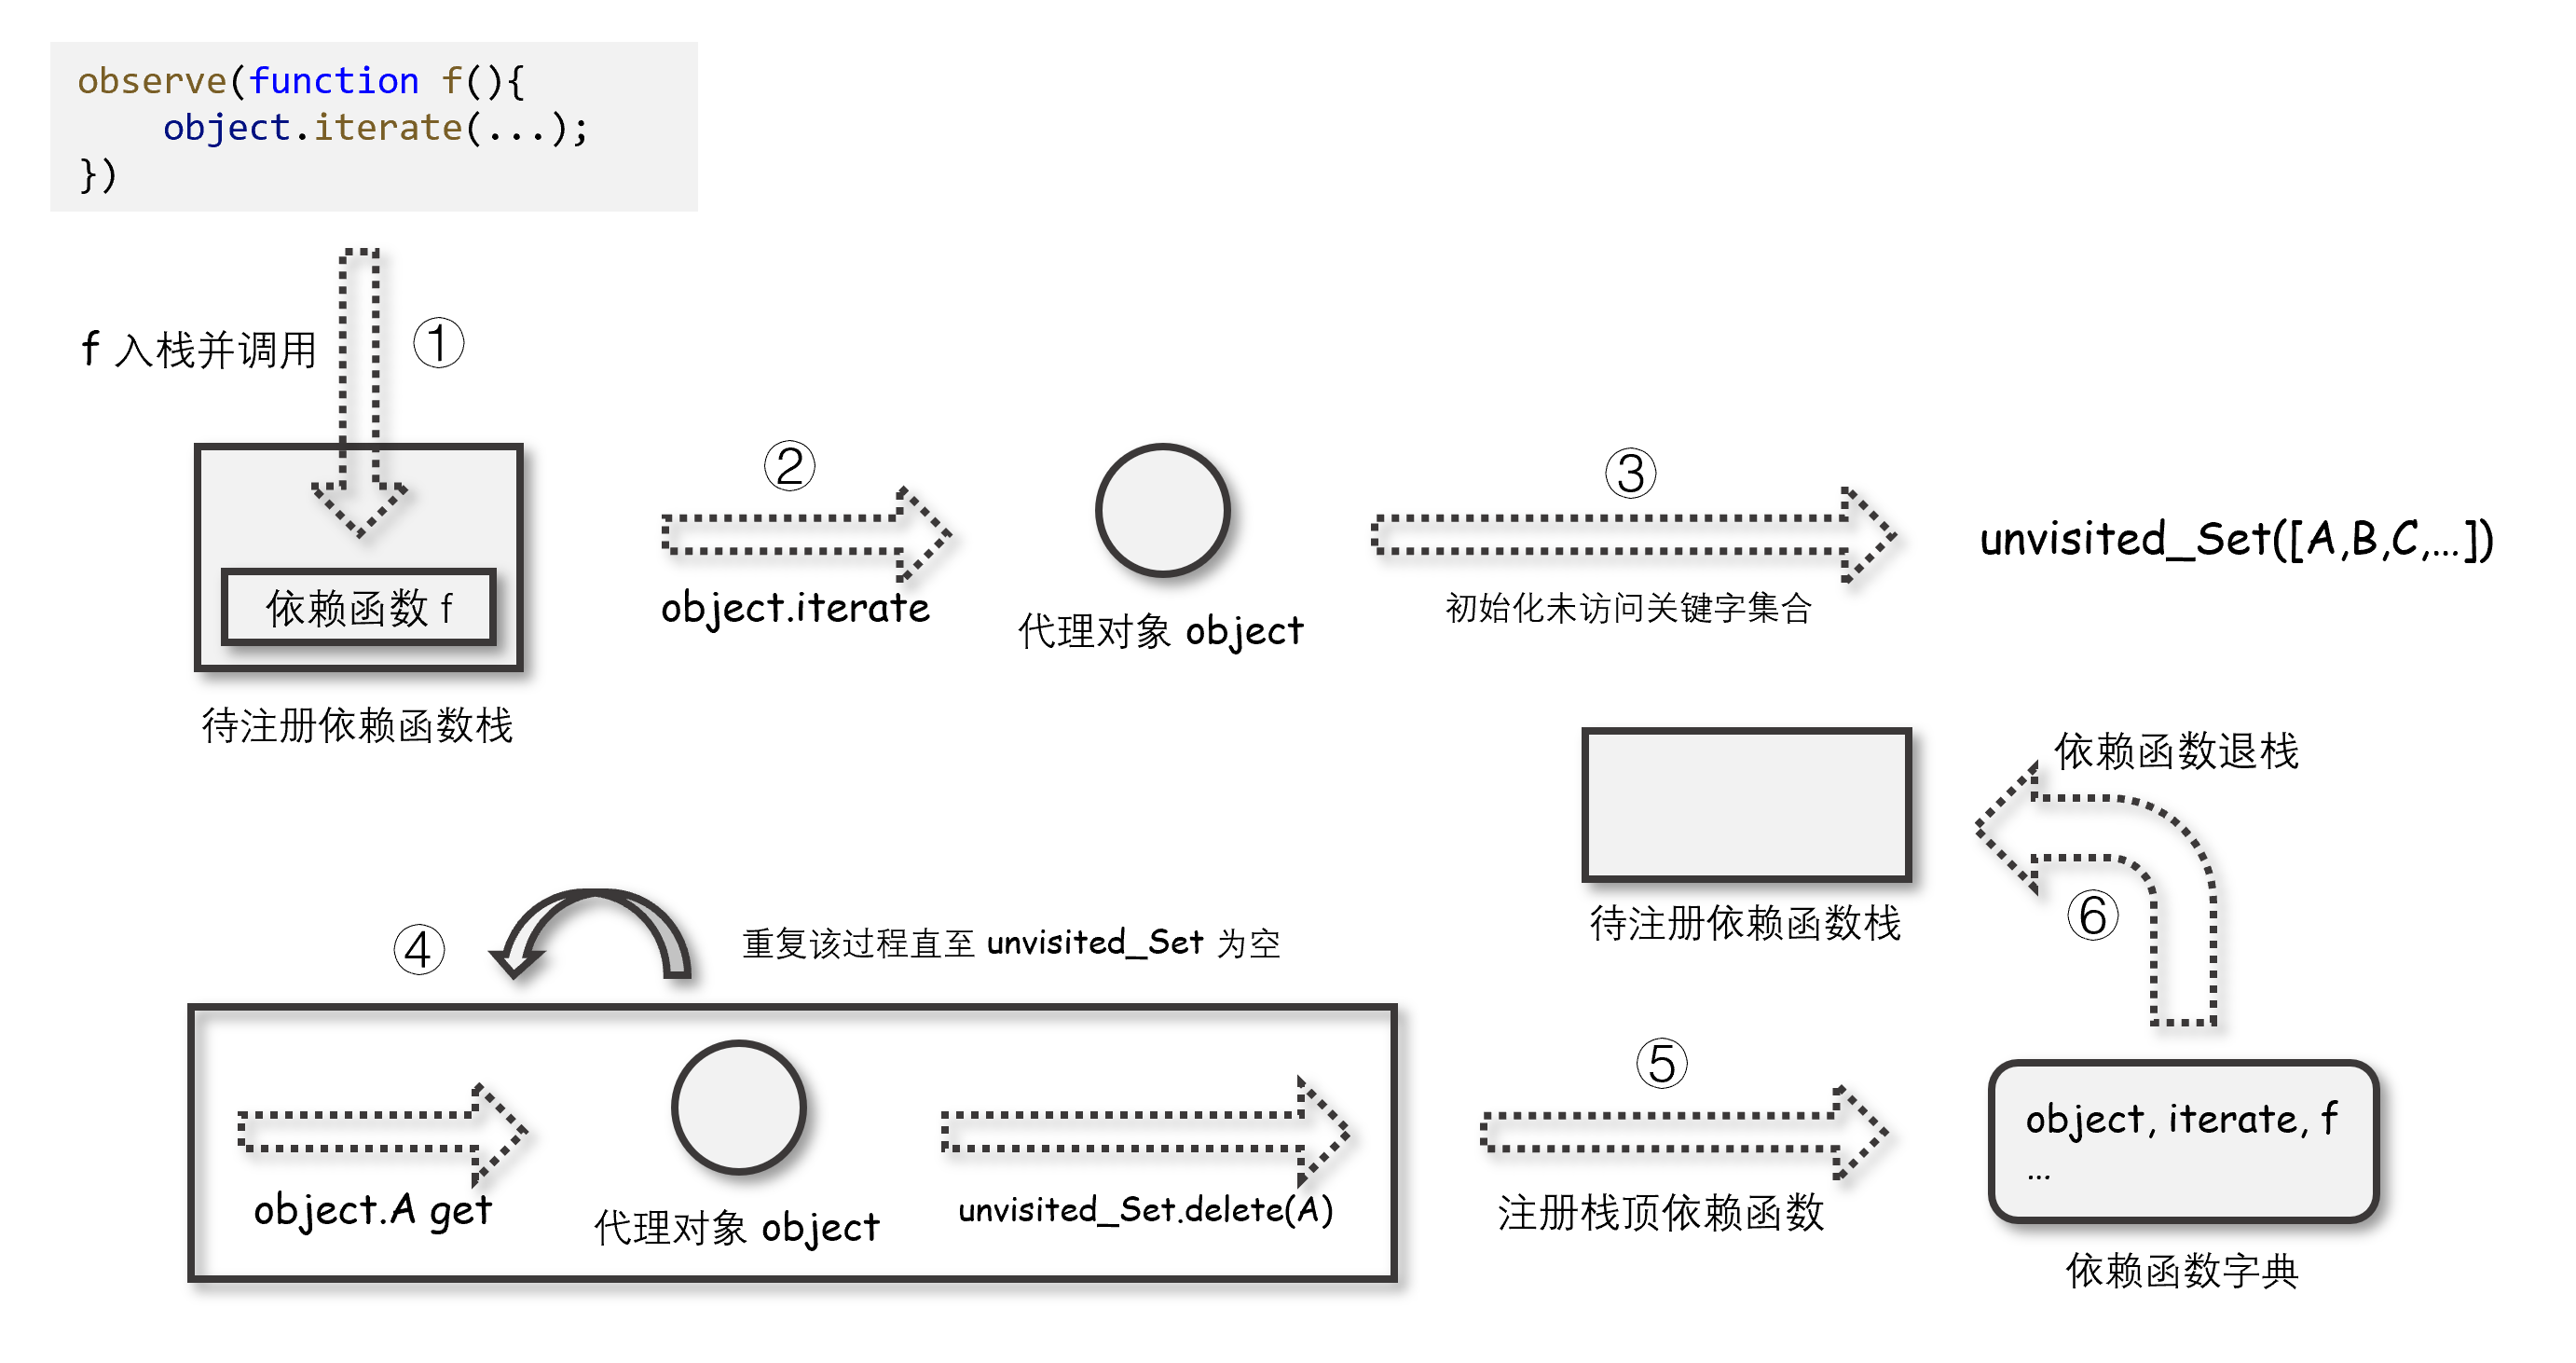 observe(function f(){
    object.iterate(...);
})
f 入栈并调用
①
依赖函数 f
待注册依赖函数栈
②
object.iterate
代理对象 object
③
初始化未访问关键字集合
unvisited_Set([A,B,C,...])
④
重复该过程直至 unvisited_Set 为空
object.A get
代理对象 object
unvisited_Set.delete(A)
⑤
注册栈顶依赖函数
object, iterate, f
...
依赖函数字典
⑥
依赖函数退栈
待注册依赖函数栈